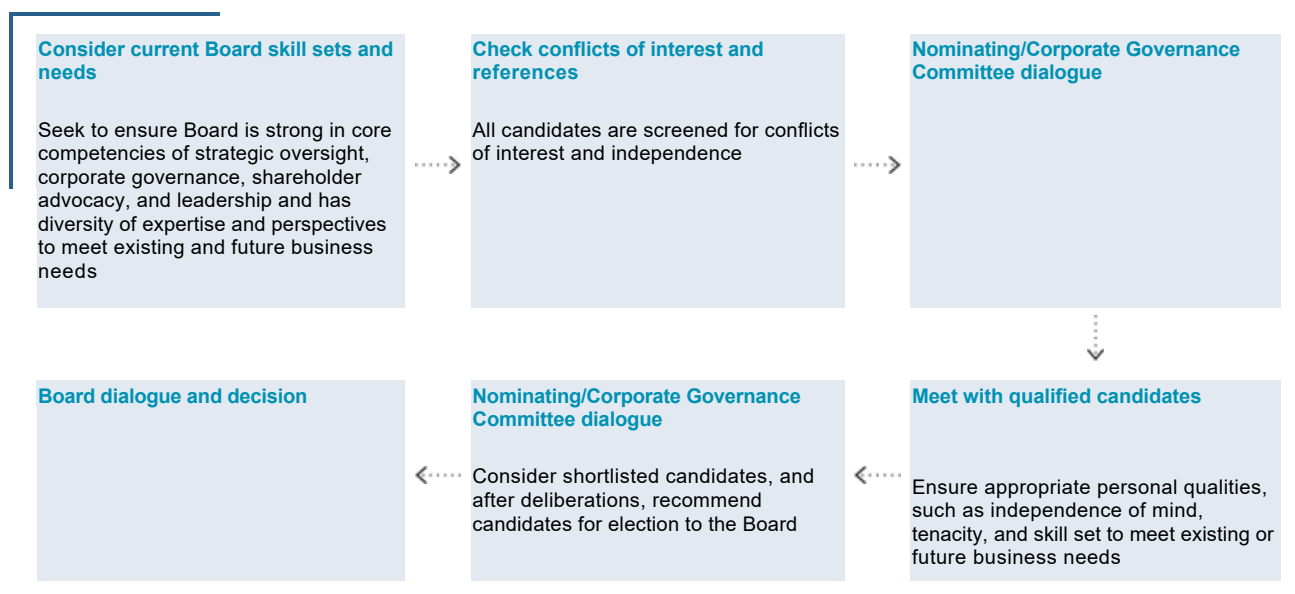 Consider current Board skill sets and
needs
Seek to ensure Board is strong in core
competencies of strategic oversight,
corporate governance, shareholder
advocacy, and leadership and has
diversity of expertise and perspectives
to meet existing and future business
needs
Check conflicts of interest and
references
All candidates are screened for conflicts
of interest and independence
Nominating/Corporate Governance
Committee dialogue
Meet with qualified candidates
Ensure appropriate personal qualities,
such as independence of mind,
tenacity, and skill set to meet existing or
future business needs
Nominating/Corporate Governance
Committee dialogue
Consider shortlisted candidates, and
after deliberations, recommend
candidates for election to the Board
Board dialogue and decision